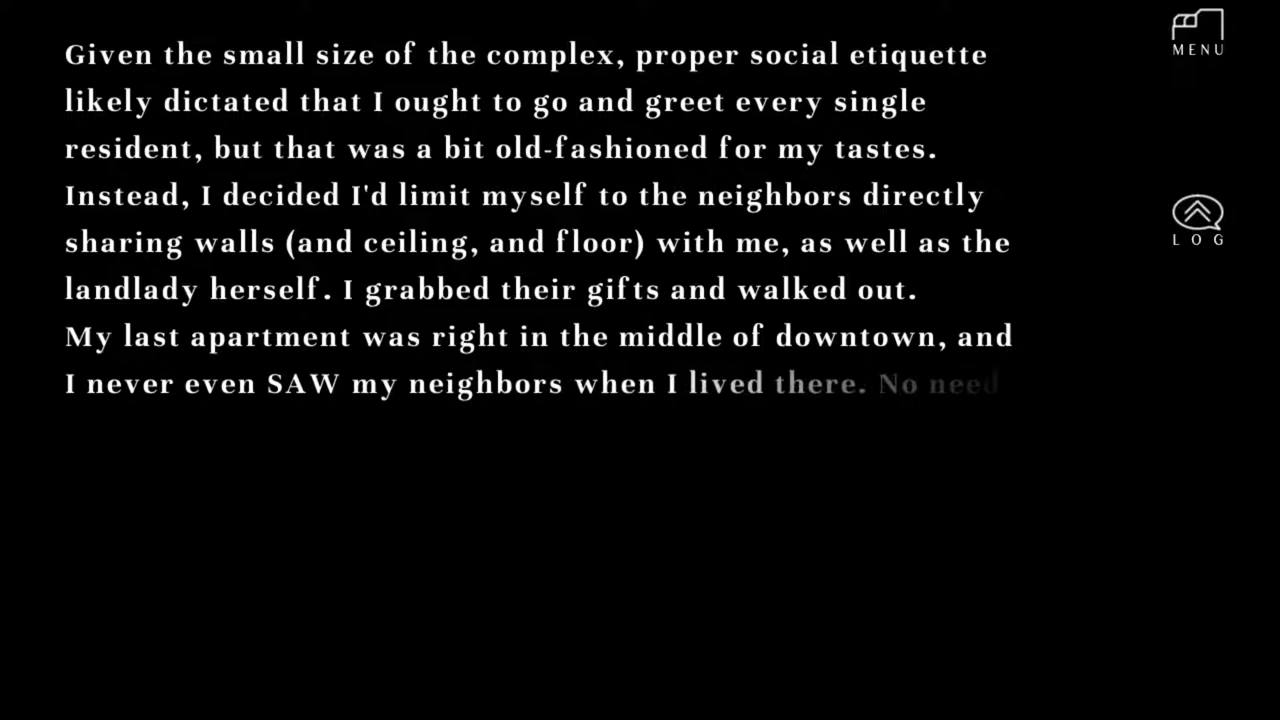 Given the small size of the complex, proper social etiquette
likely dictated that I ought to go and greet every single
resident, but that was a bit old-fashioned for my tastes.
Instead, I decided I'd limit myself to the neighbors directly
sharing walls (and ceiling, and floor) with me, as well as the
landlady herself. I grabbed their gifts and walked out.
My last apartment was right in the middle of downtown, and
I never even SAW my neighbors when I lived there. No need
MENU
LOG